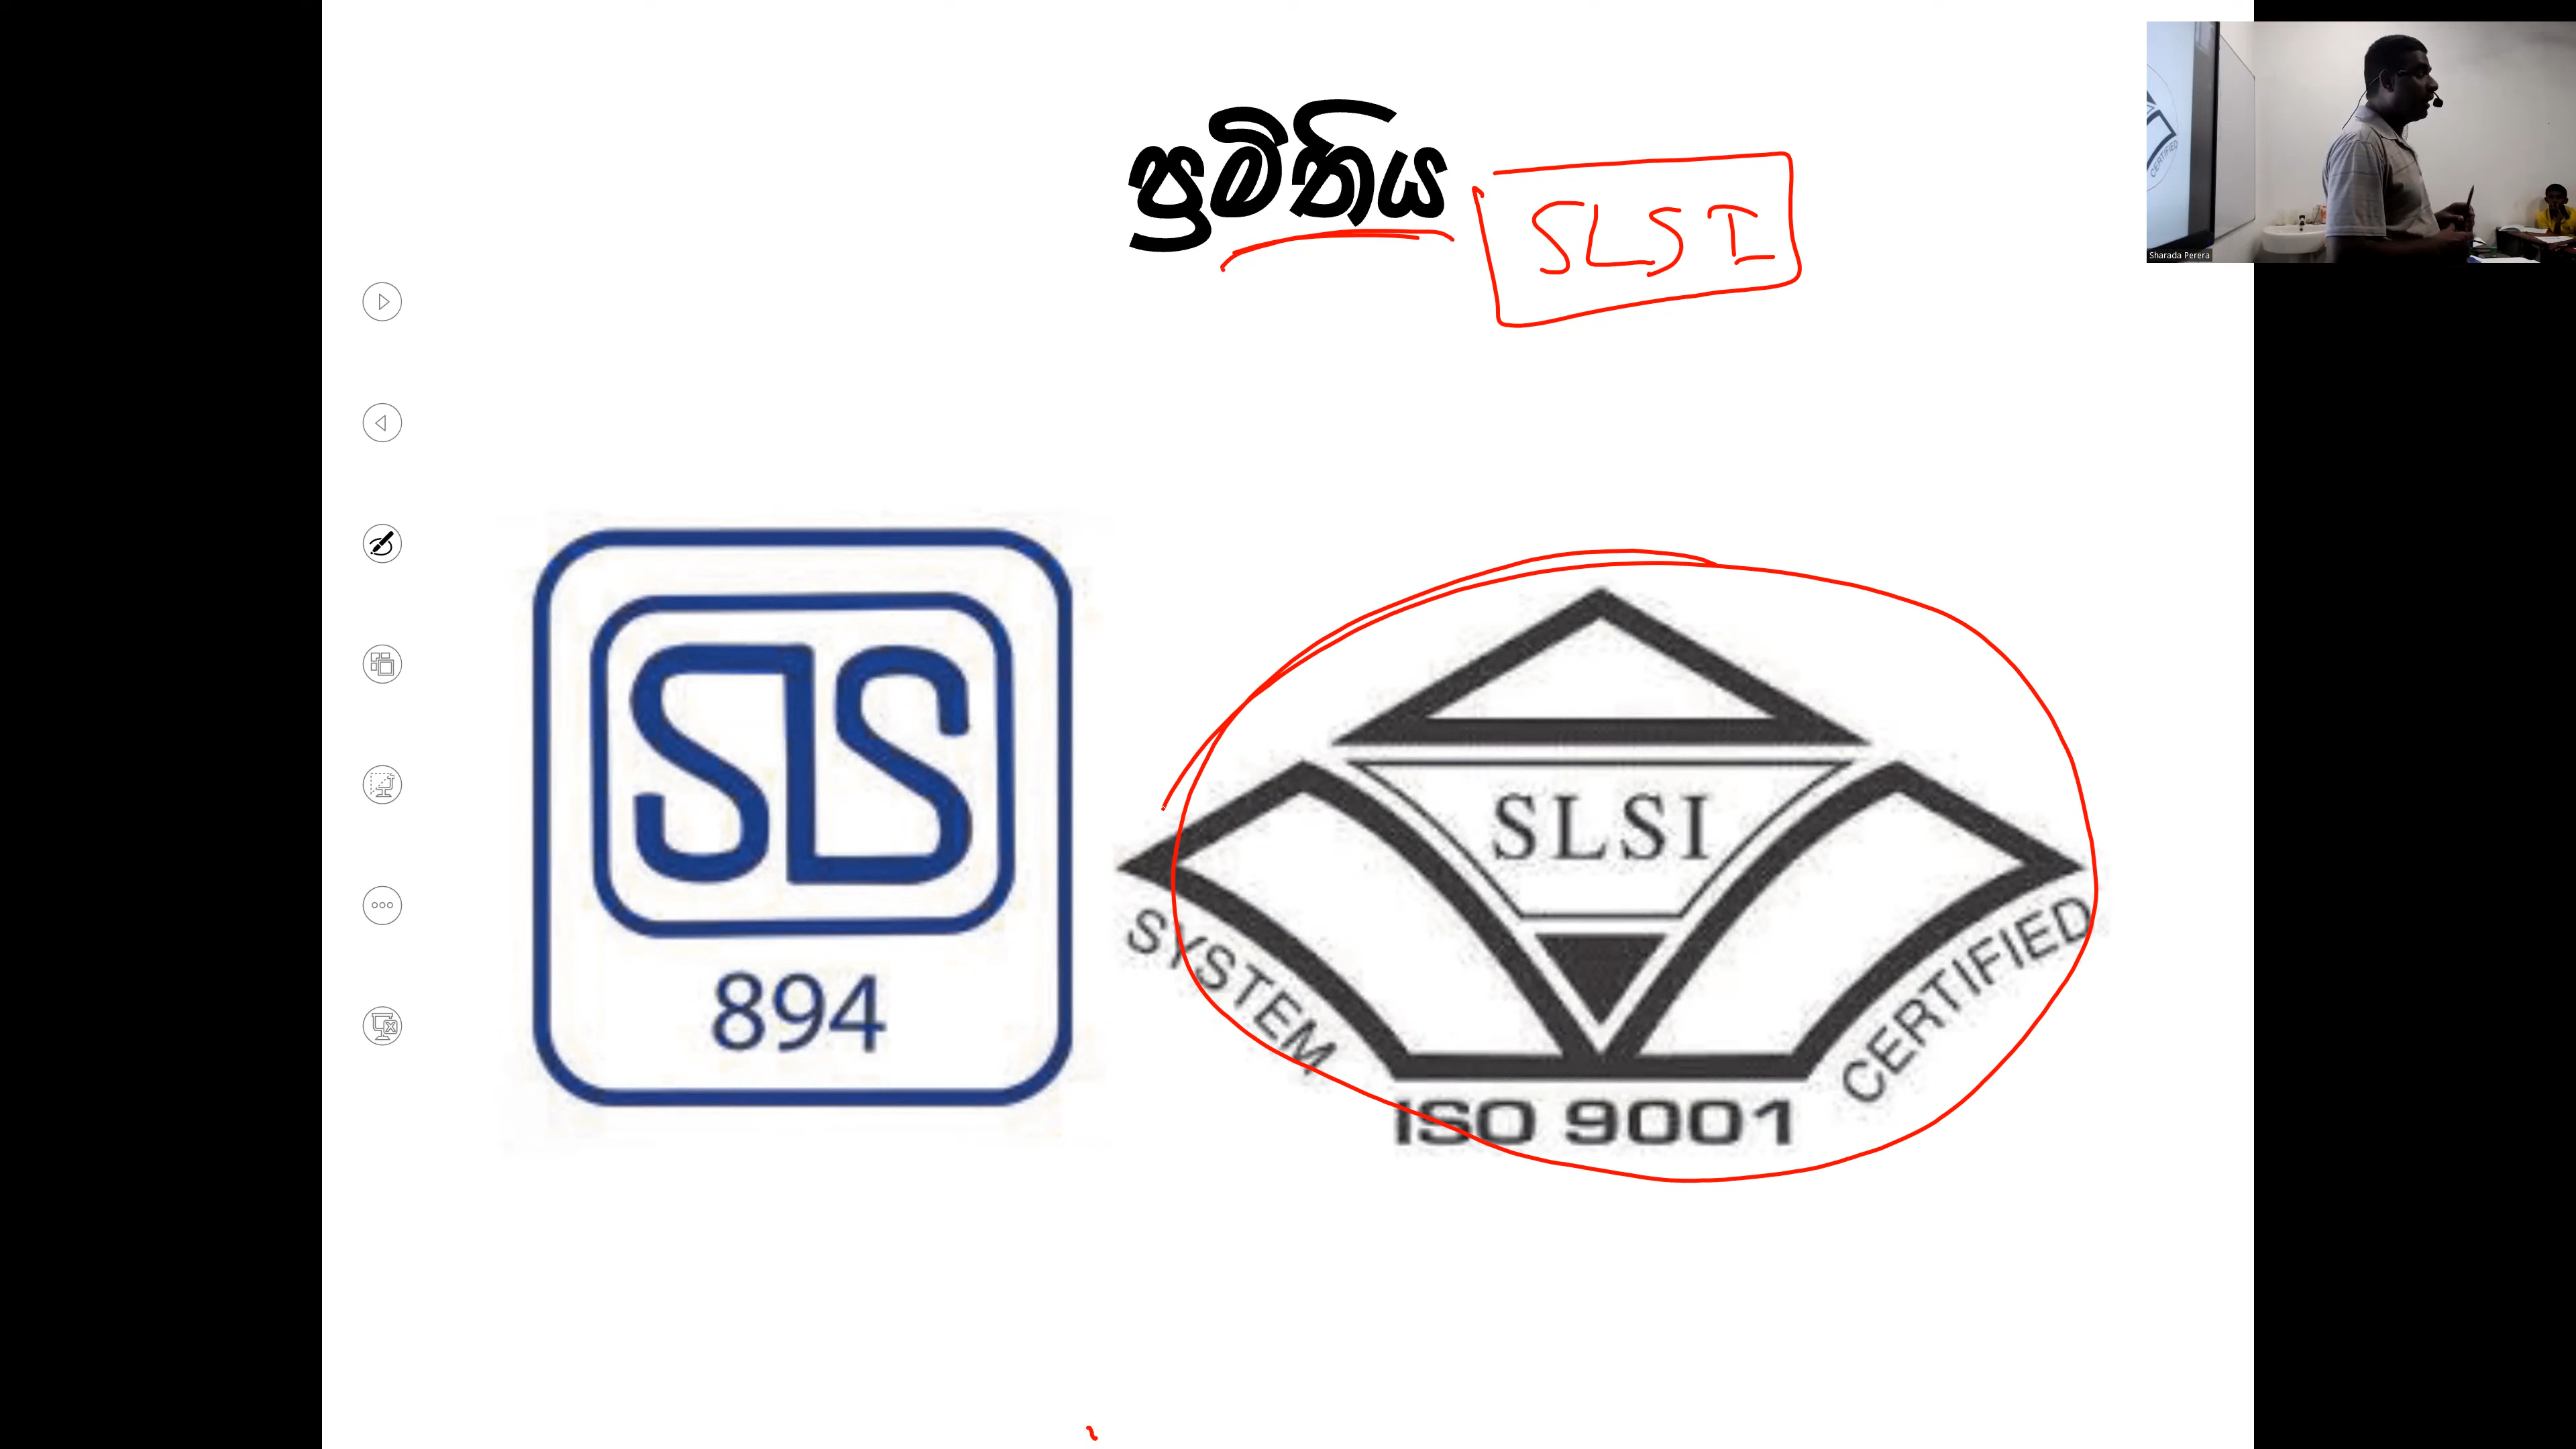 ප්‍රමිතිය
SLSI
Sharada Perera
SLS
894
SLSI
SYSTEM CERTIFIED
ISO 9001